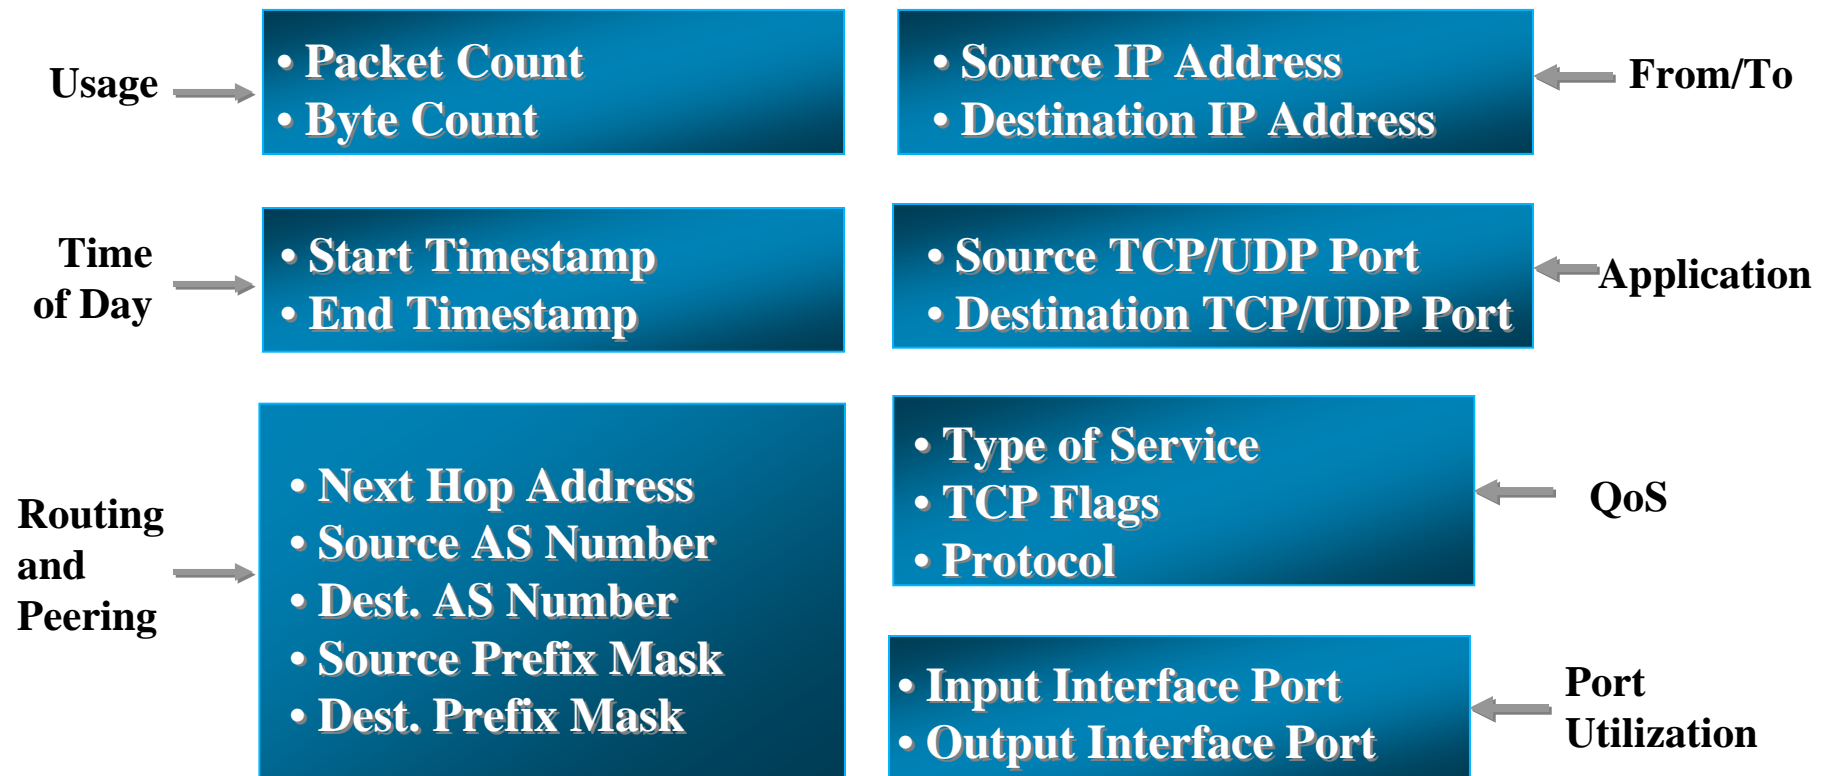 Usage
• Packet Count
• Byte Count
• Source IP Address
• Destination IP Address
From/To
Time
of Day
• Start Timestamp
• End Timestamp
• Source TCP/UDP Port
• Destination TCP/UDP Port
Application
Routing
and
Peering
• Next Hop Address
• Source AS Number
• Dest. AS Number
• Source Prefix Mask
• Dest. Prefix Mask
• Type of Service
• TCP Flags
• Protocol
QoS
• Input Interface Port
• Output Interface Port
Port
Utilization